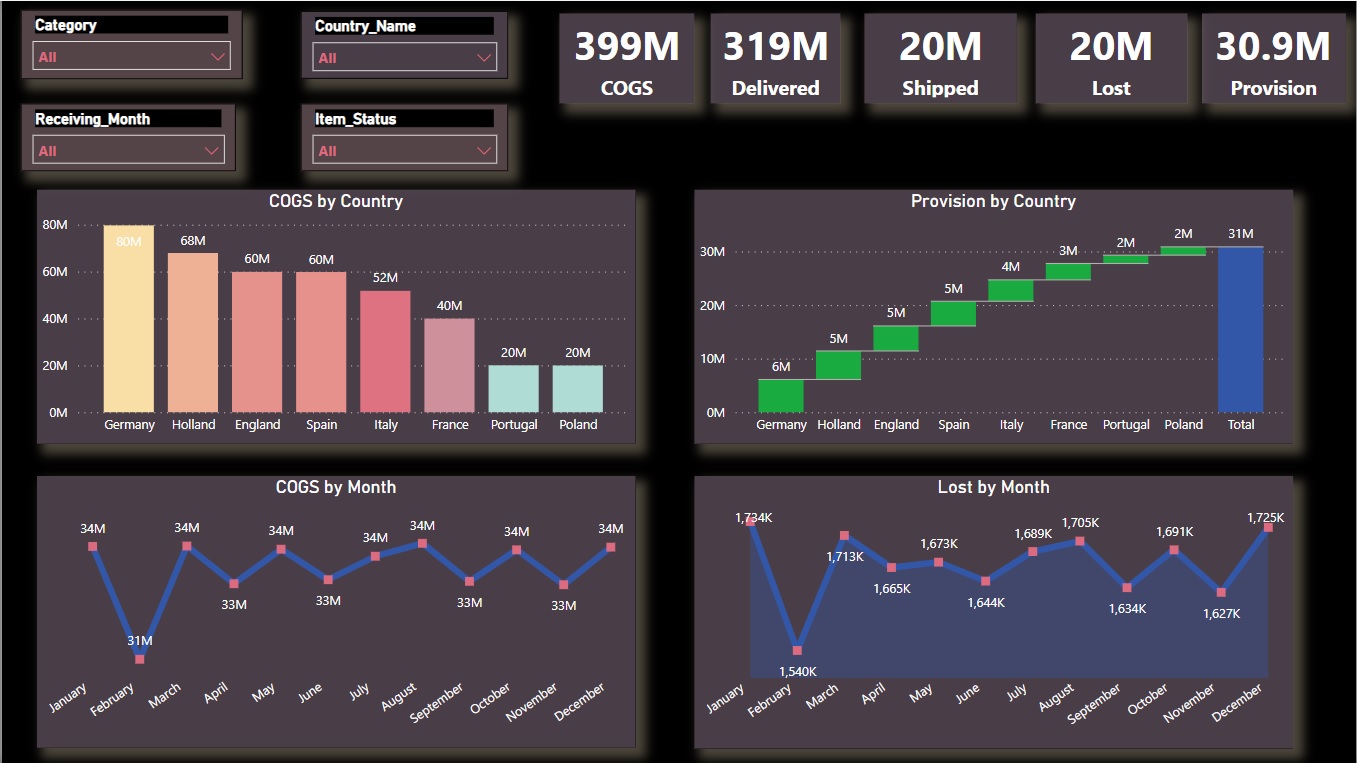 Category
All
Country_Name
All
Receiving_Month
All
Item_Status
All
399M
COGS
319M
Delivered
20M
Shipped
20M
Lost
30.9M
Provision
COGS by Country
80M
60M
40M
20M
0M
80M
68M
60M
60M
52M
40M
20M
20M
Germany Holland England Spain Italy France Portugal Poland
Provision by Country
30M
20M
10M
0M
6M
5M
5M
5M
4M
3M
2M
2M
31M
Germany Holland England Spain Italy France Portugal Poland Total
COGS by Month
34M
31M
34M
33M
34M
33M
34M
34M
33M
34M
33M
34M
January February March April May June July August September October November December
Lost by Month
1,734K
1,540K
1,713K
1,665K
1,673K
1,644K
1,689K
1,705K
1,634K
1,691K
1,627K
1,725K
January February March April May June July August September October November December